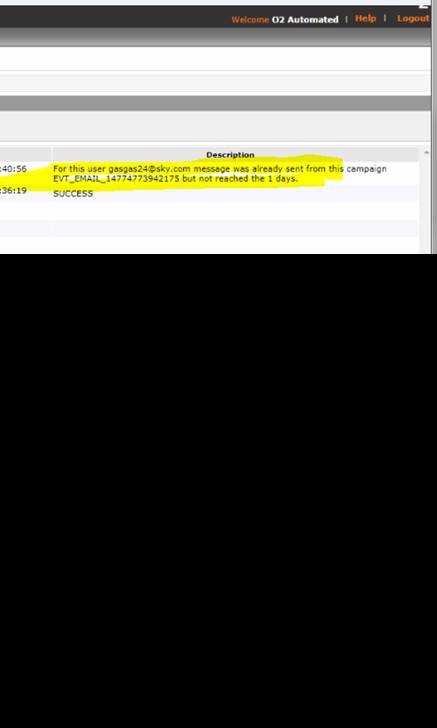 Welcome O2 Automated | Help | Logout
Description
:40:56 For this user gasgas24@sky.com message was already sent from this campaign
EVT_EMAIL_14774773942175 but not reached the 1 days.
:36:19 SUCCESS